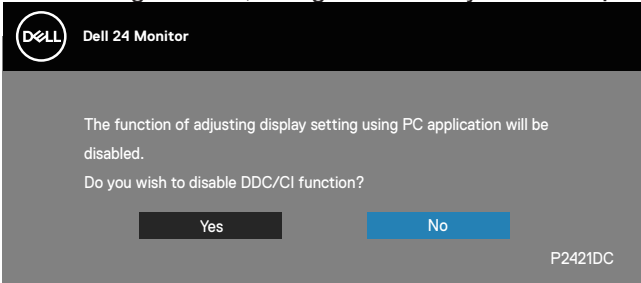 DELL
Dell 24 Monitor
The function of adjusting display setting using PC application will be
disabled.
Do you wish to disable DDC/CI function?
Yes
No
P2421DC